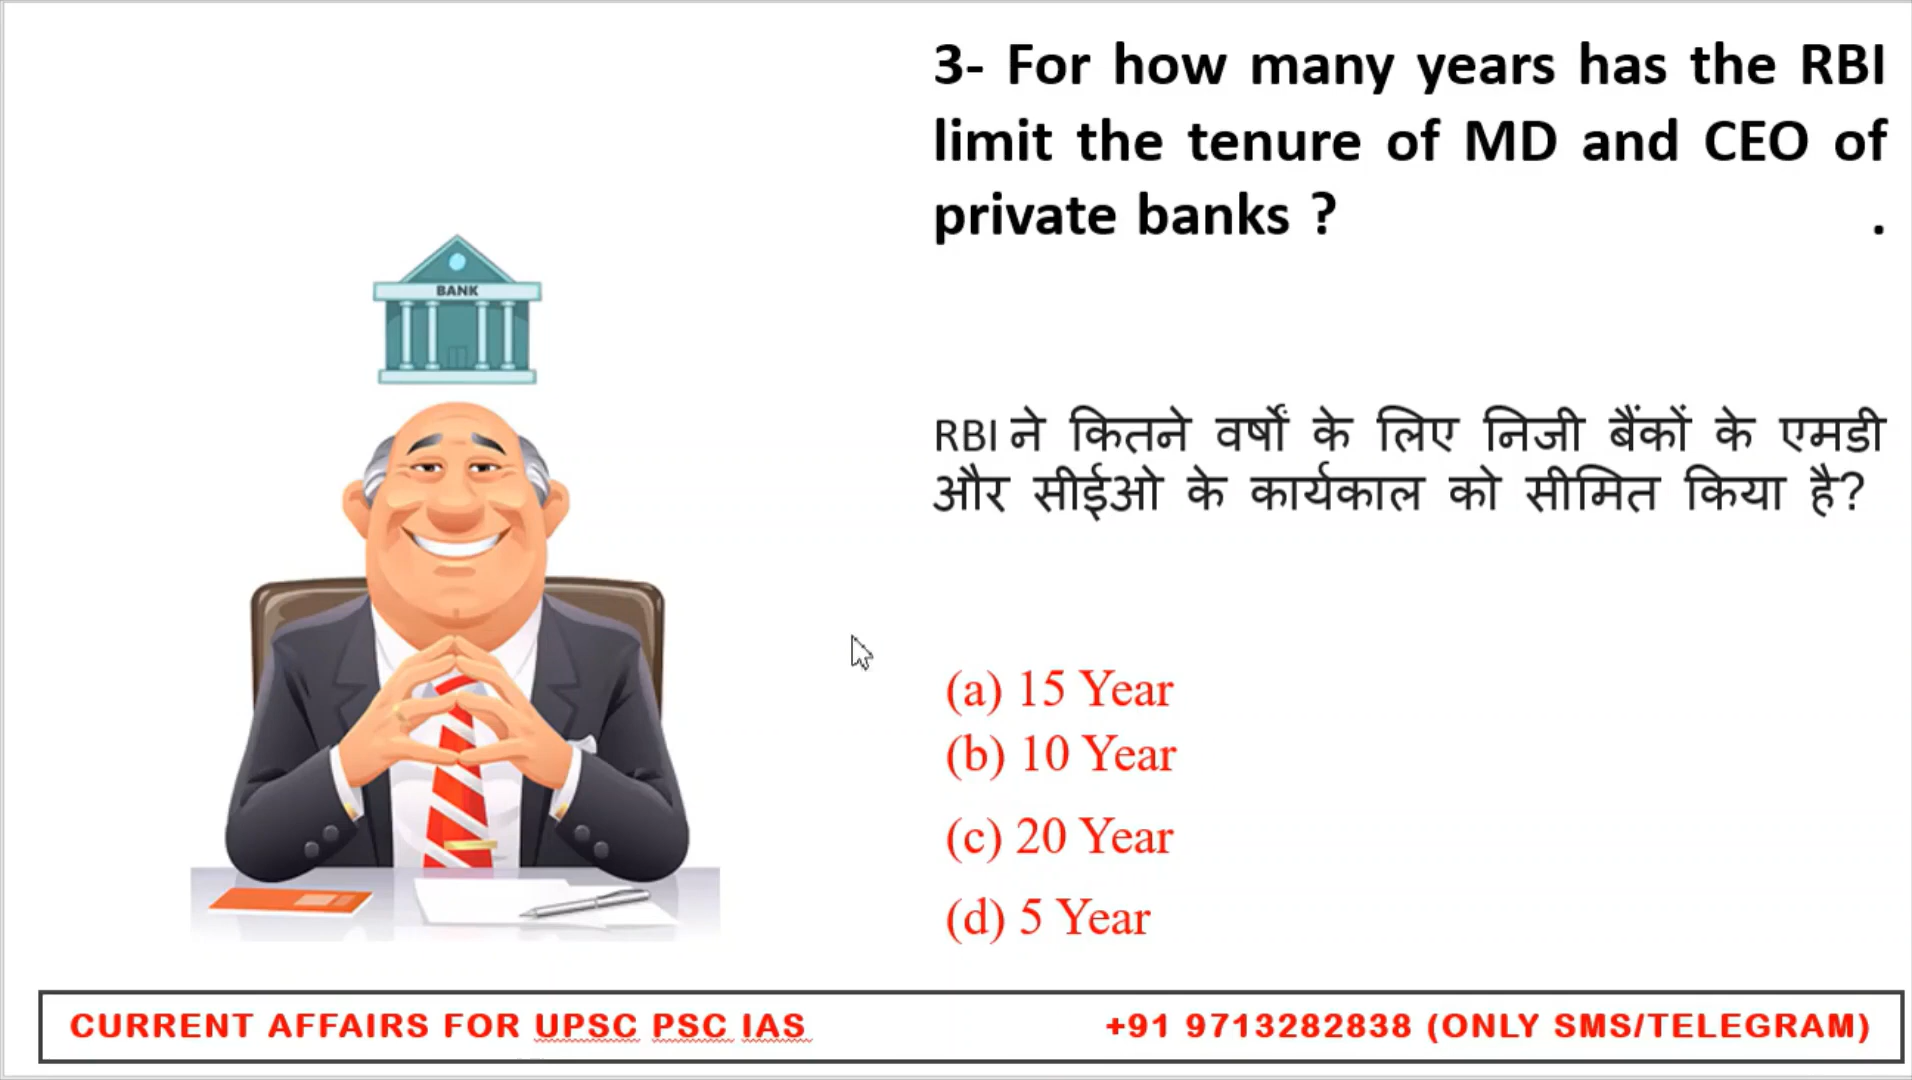 3- For how many years has the RBI
limit the tenure of MD and CEO of
private banks ? .
BANK
RBI ने कितने वर्षों के लिए निजी बैंकों के एमडी
और सीईओ के कार्यकाल को सीमित किया है?
(a) 15 Year
(b) 10 Year
(c) 20 Year
(d) 5 Year
CURRENT AFFAIRS FOR UPSC PSC IAS +91 9713282838 (ONLY SMS/TELEGRAM)